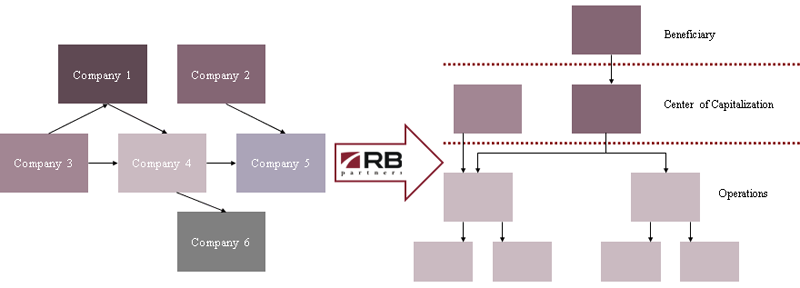 Beneficiary
Company 1
Company 2
Center of Capitalization
Company 3
Company 4
Company 5
RB
partners
Operations
Company 6